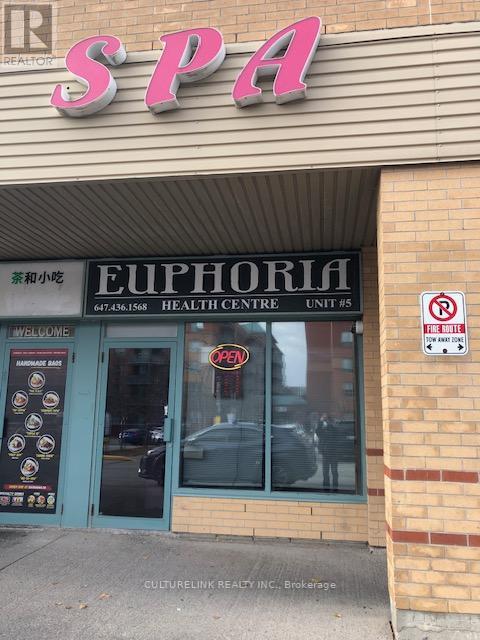 REALTOR
SPA
茶和小吃
EUPHORIA
647.436.1568 HEALTH CENTRE UNIT #5
WELCOME
HANDMADE BAOS
OPEN
P
FIRE ROUTE
TOW AWAY ZONE
CULTURELINK REALTY INC., Brokerage